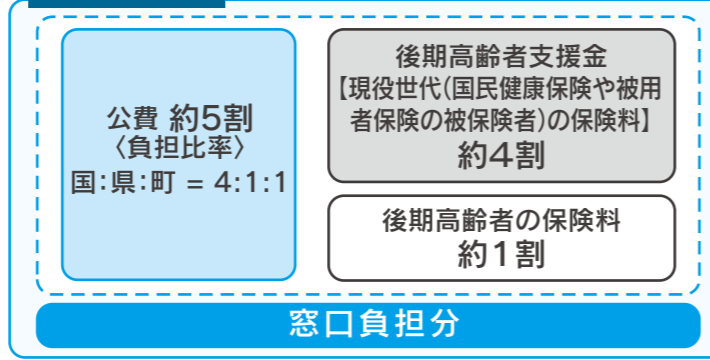 公費 約5割
〈負担比率〉
国:県:町 = 4:1:1
後期高齢者支援金
【現役世代(国民健康保険や被用
者保険の被保険者)の保険料】
約4割
後期高齢者の保険料
約1割
窓口負担分